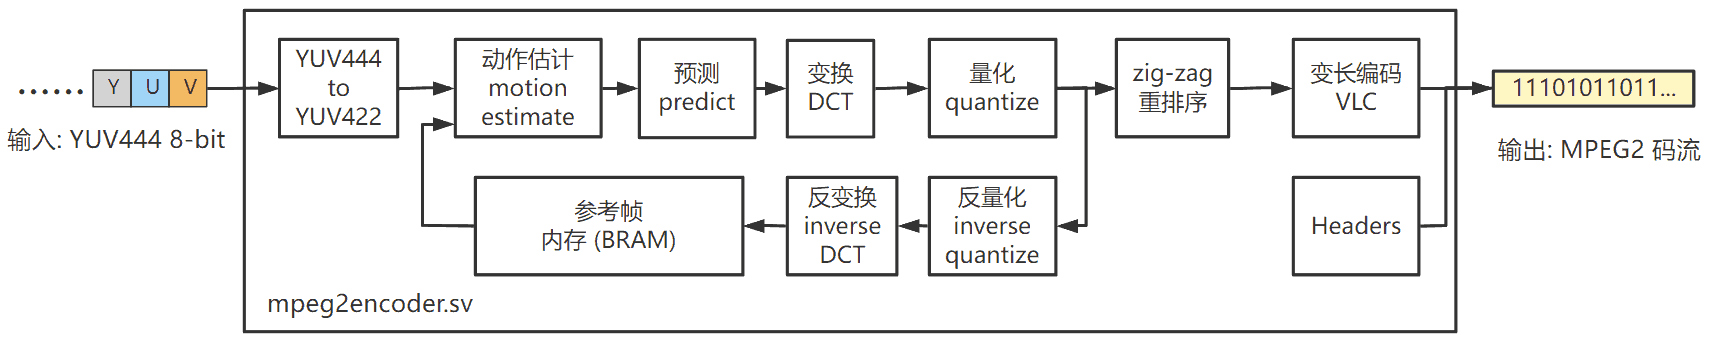 ······
Y U V
输入: YUV444 8-bit
YUV444
to
YUV422
动作估计
motion
estimate
预测
predict
变换
DCT
量化
quantize
zig-zag
重排序
变长编码
VLC
11101011011...
输出: MPEG2 码流
参考帧
内存 (BRAM)
反变换
inverse
DCT
反量化
inverse
quantize
Headers
mpeg2encoder.sv